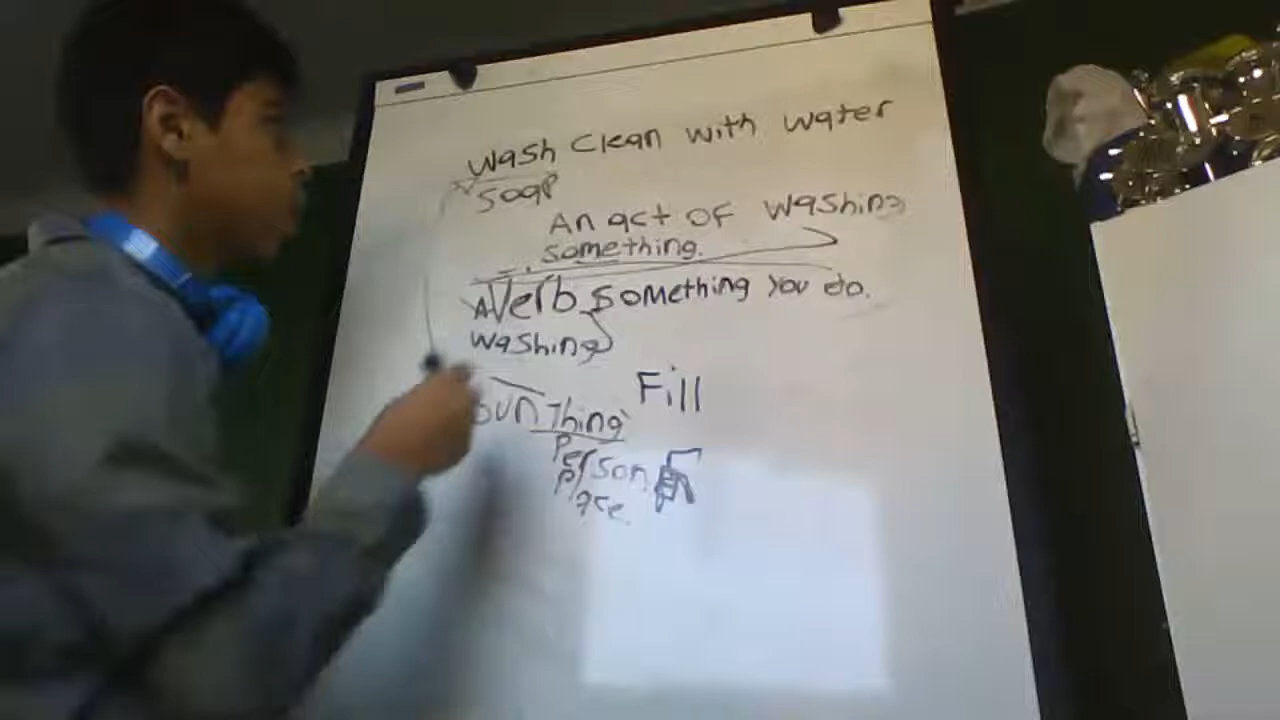 Wash Clean with water
Soap
An act of washing
something.
A Verb Something You do.
Washing
oun Thing
Fill
Person
Place